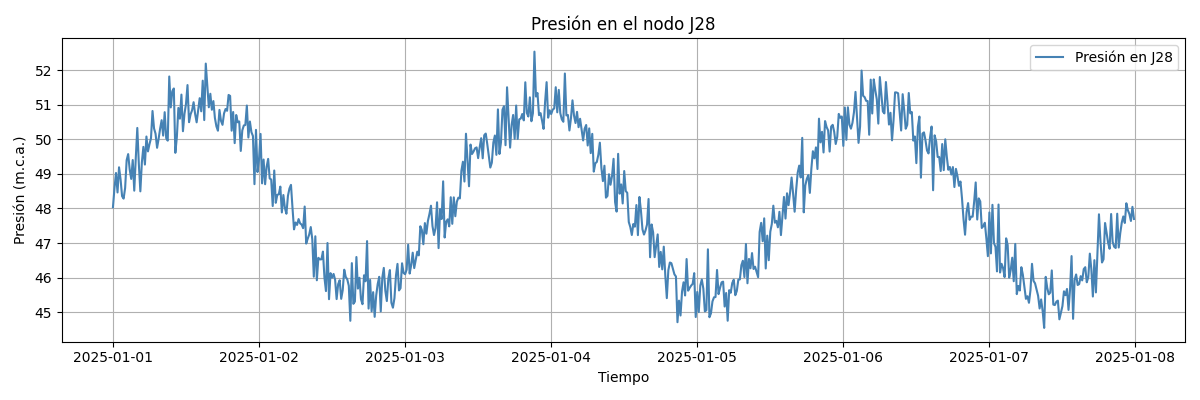 Presión en el nodo J28
Presión en J28
Presión (m.c.a.)
52
51
50
49
48
47
46
45
2025-01-01 2025-01-02 2025-01-03 2025-01-04 2025-01-05 2025-01-06 2025-01-07 2025-01-08
Tiempo